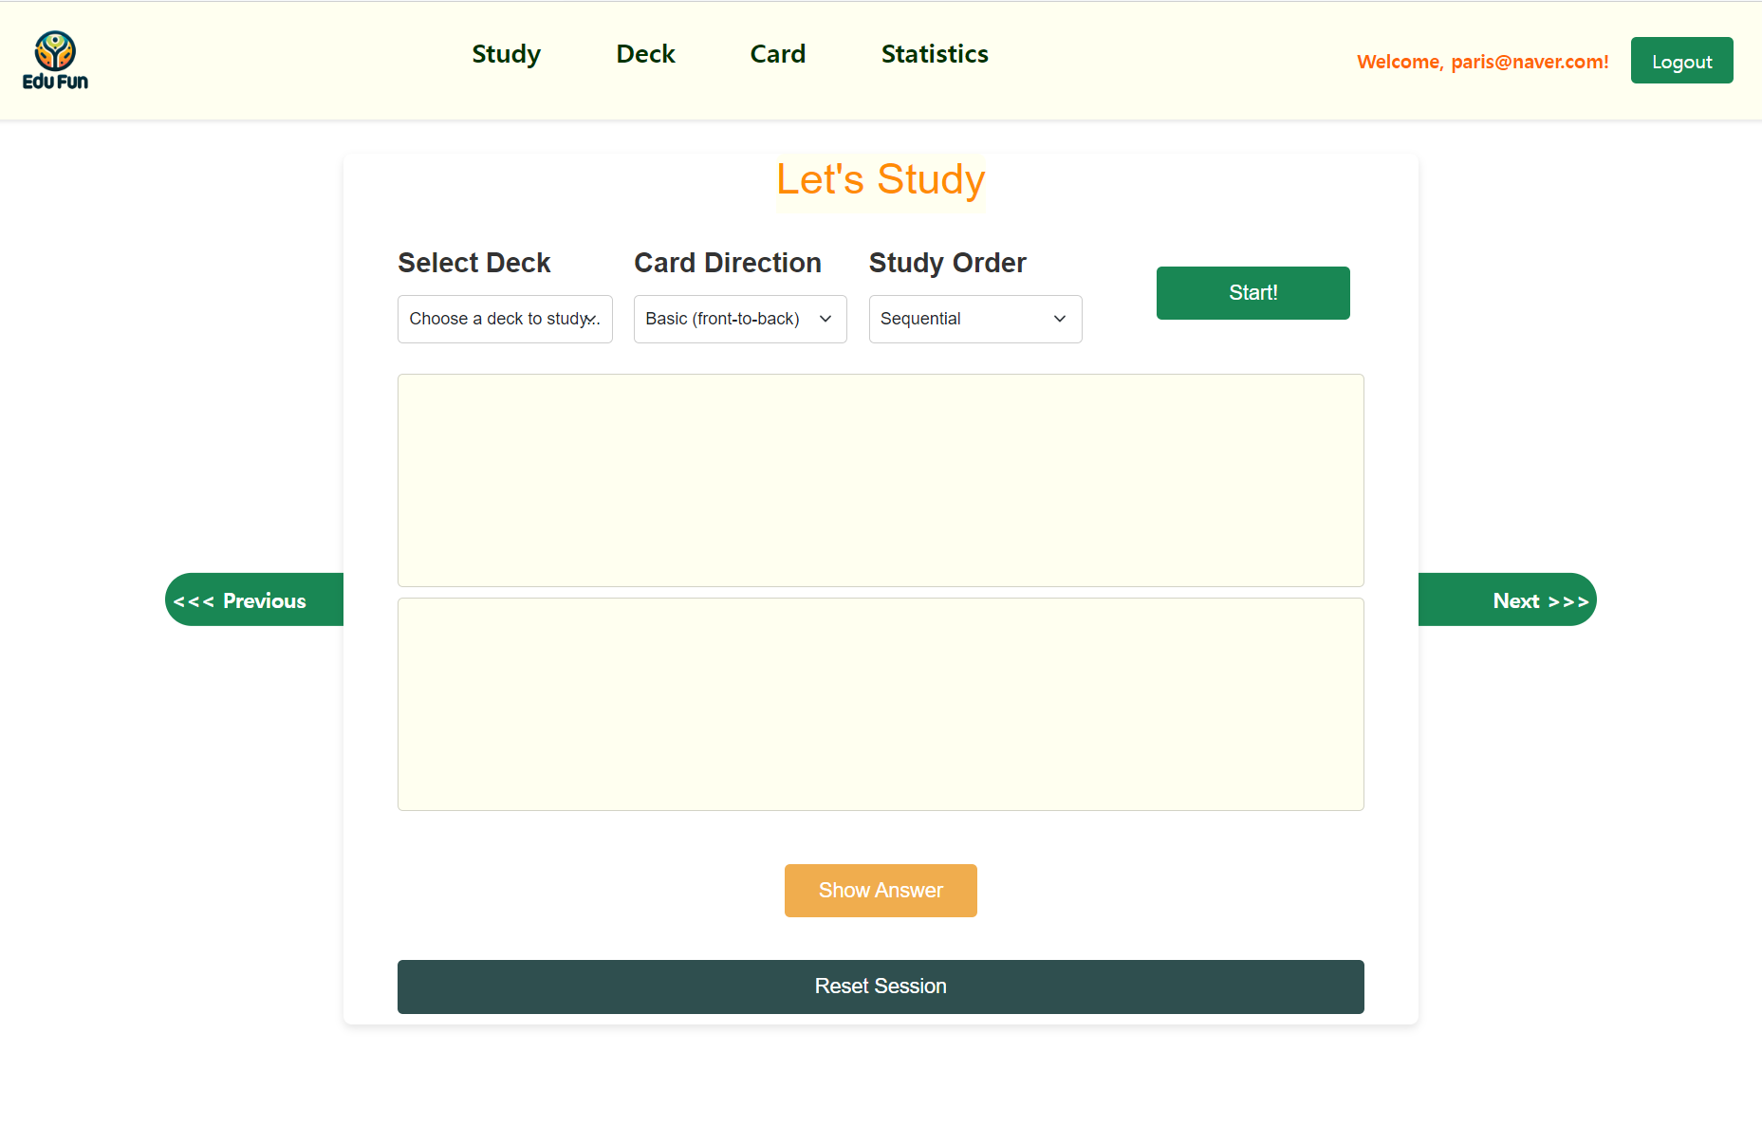 Edu Fun
Study Deck Card Statistics
Welcome, paris@naver.com! Logout
Let's Study
Select Deck Card Direction Study Order
Choose a deck to study... Basic (front-to-back) Sequential Start!
<<< Previous
Next >>>
Show Answer
Reset Session